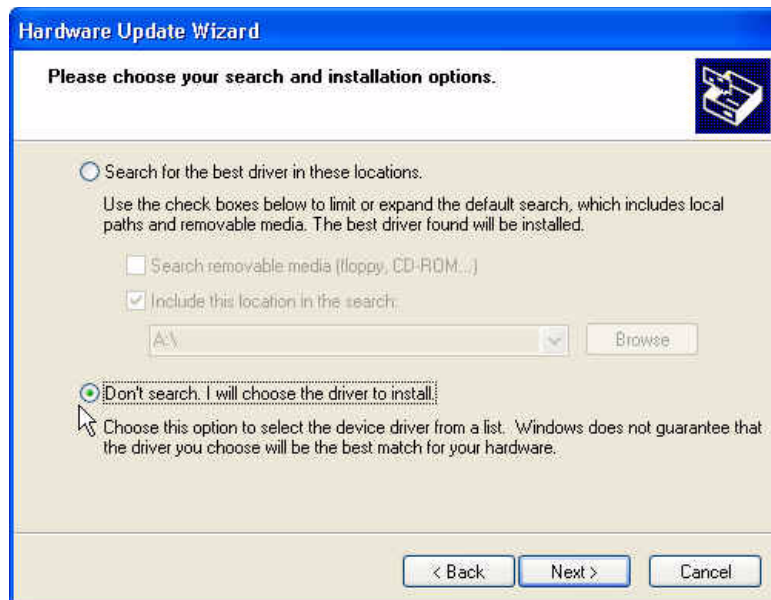 Hardware Update Wizard
Please choose your search and installation options.
Search for the best driver in these locations.
Use the check boxes below to limit or expand the default search, which includes local
paths and removable media. The best driver found will be installed.
Search removable media (floppy, CD-ROM...)
Include this location in the search:
A:\
Browse
Don't search. I will choose the driver to install.
Choose this option to select the device driver from a list. Windows does not guarantee that
the driver you choose will be the best match for your hardware.
< Back Next > Cancel